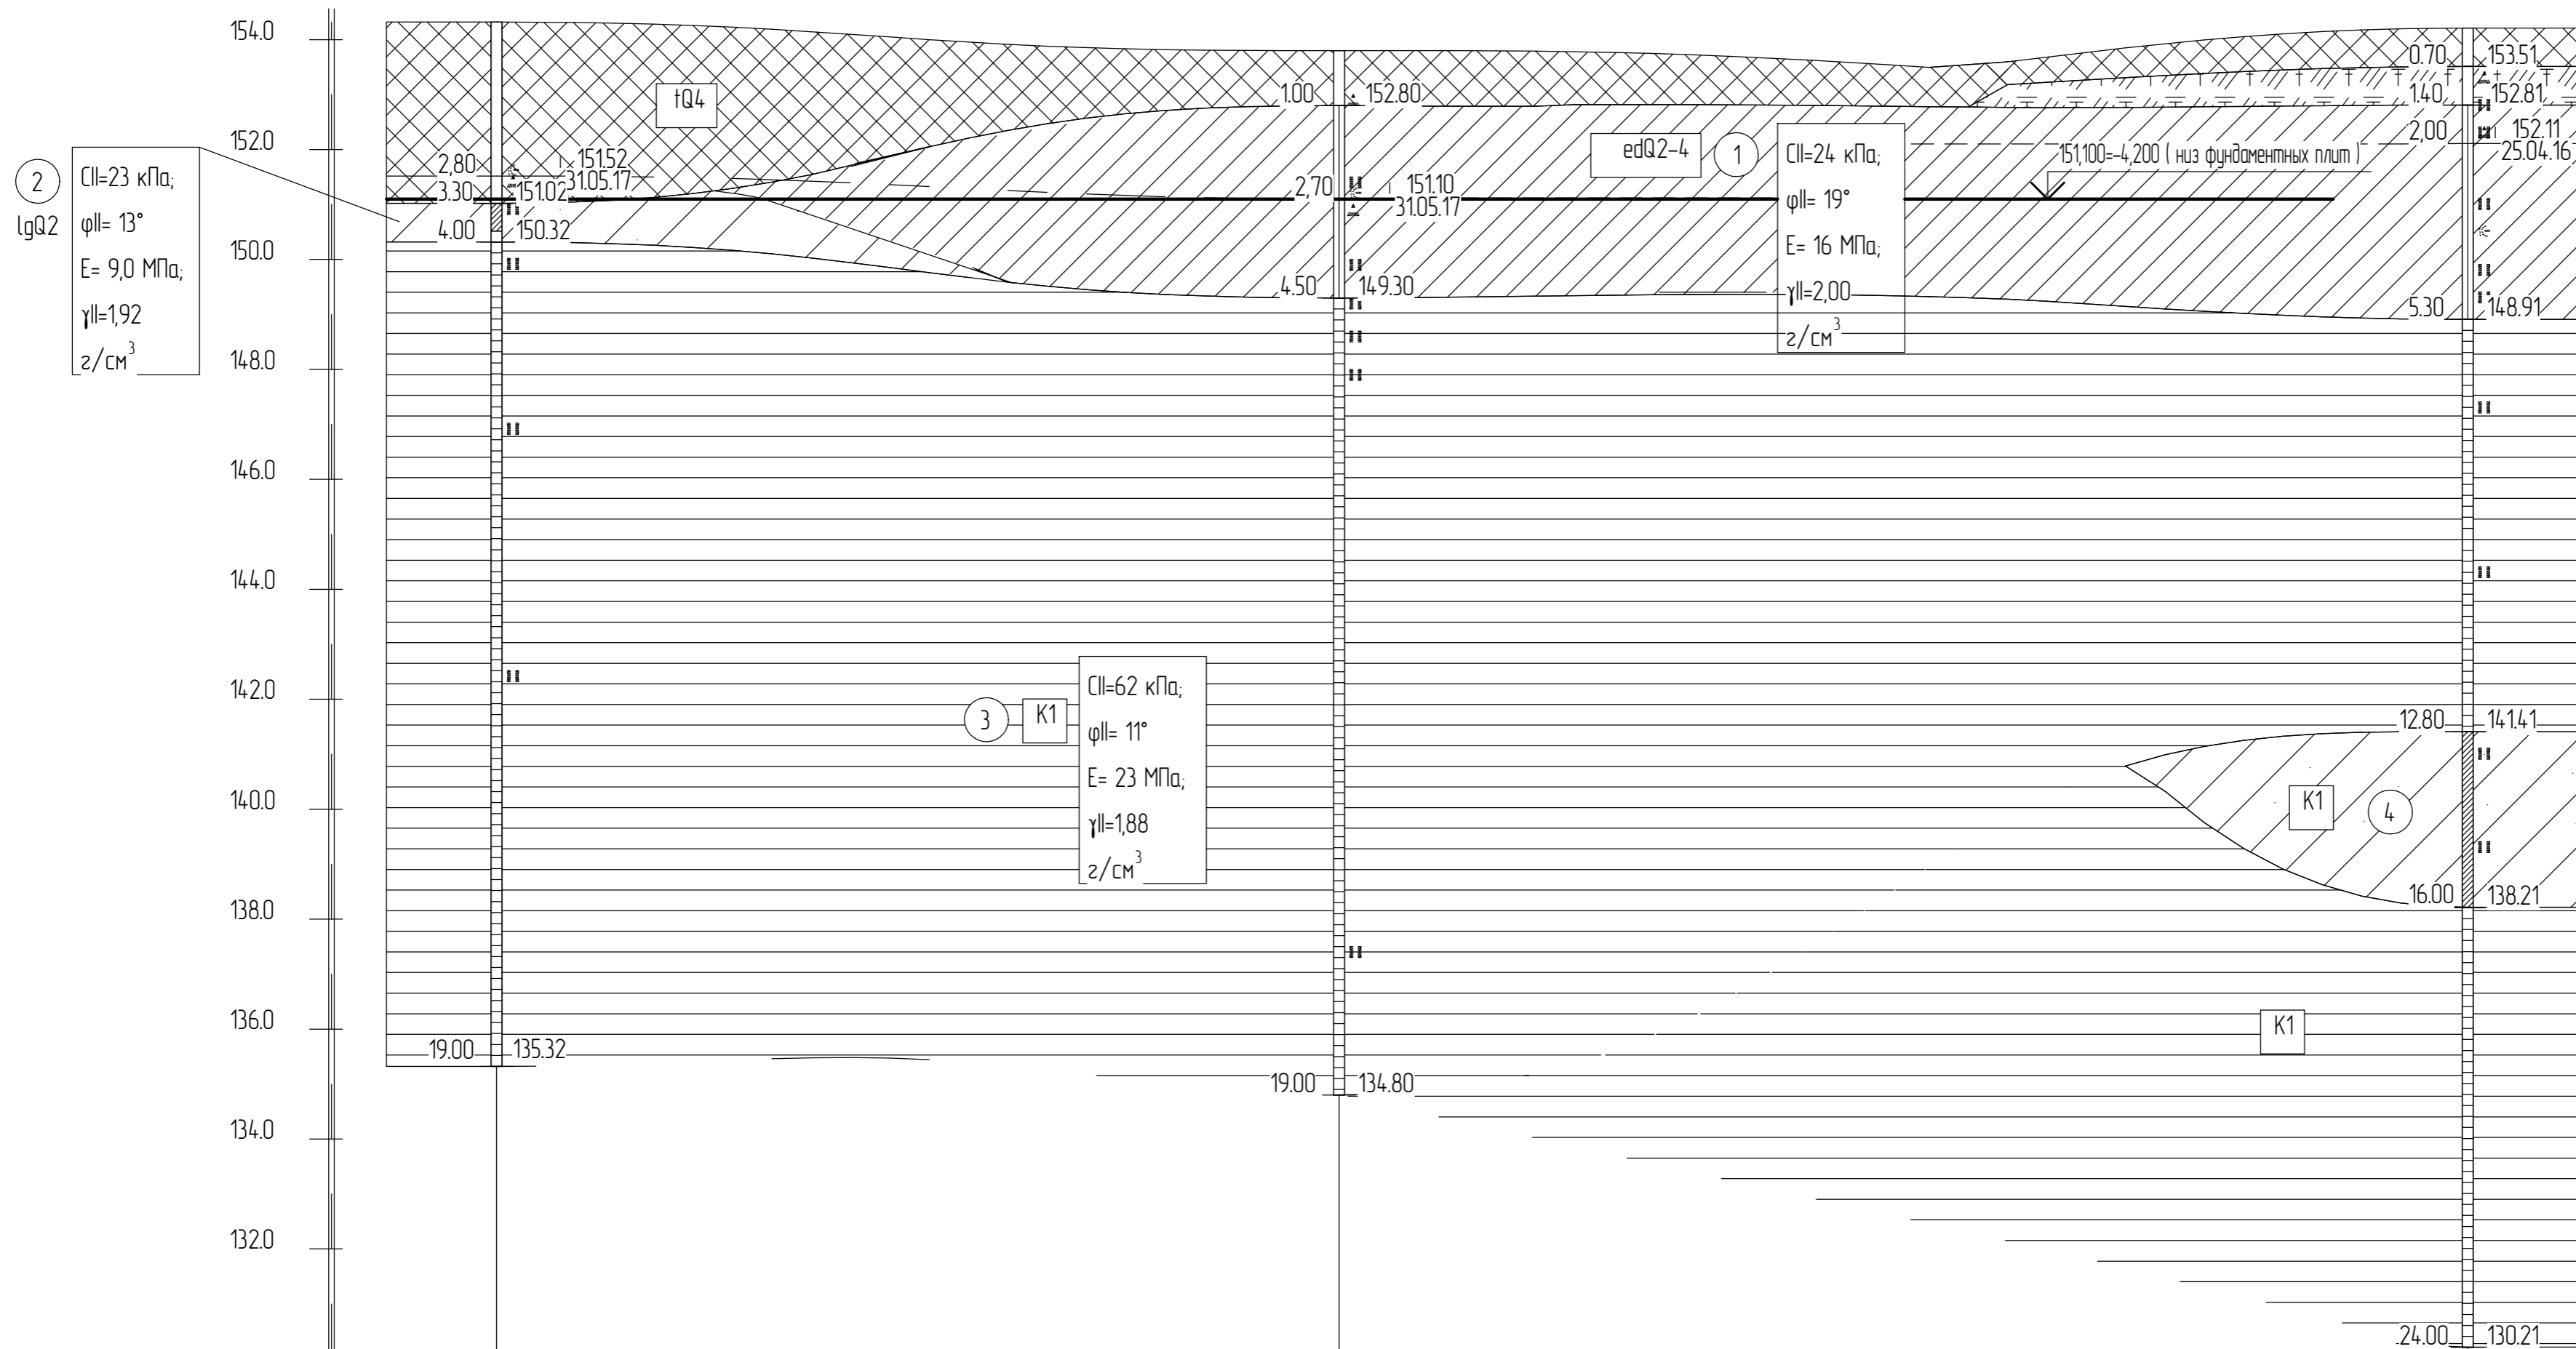 154.0
152.0
150.0
148.0
146.0
144.0
142.0
140.0
138.0
136.0
134.0
132.0
2
lgQ2
CII=23 кПа;
φII= 13°
E= 9,0 МПа;
γII=1,92
г/см³
tQ4
2,80
151.52
31.05.17
3.30
151.02
4.00
150.32
19.00
135.32
1.00
152.80
2,70
151.10
31.05.17
4.50
149.30
19.00
134.80
edQ2-4
1
CII=24 кПа;
φII= 19°
E= 16 МПа;
γII=2,00
г/см³
151,100=-4,200 ( низ фундаментных плит )
3
K1
CII=62 кПа;
φII= 11°
E= 23 МПа;
γII=1,88
г/см³
0.70
153.51
1.40
152.81
2,00
152.11
25.04.16
5.30
148.91
12.80
141.41
K1
4
16.00
138.21
K1
24.00
130.21